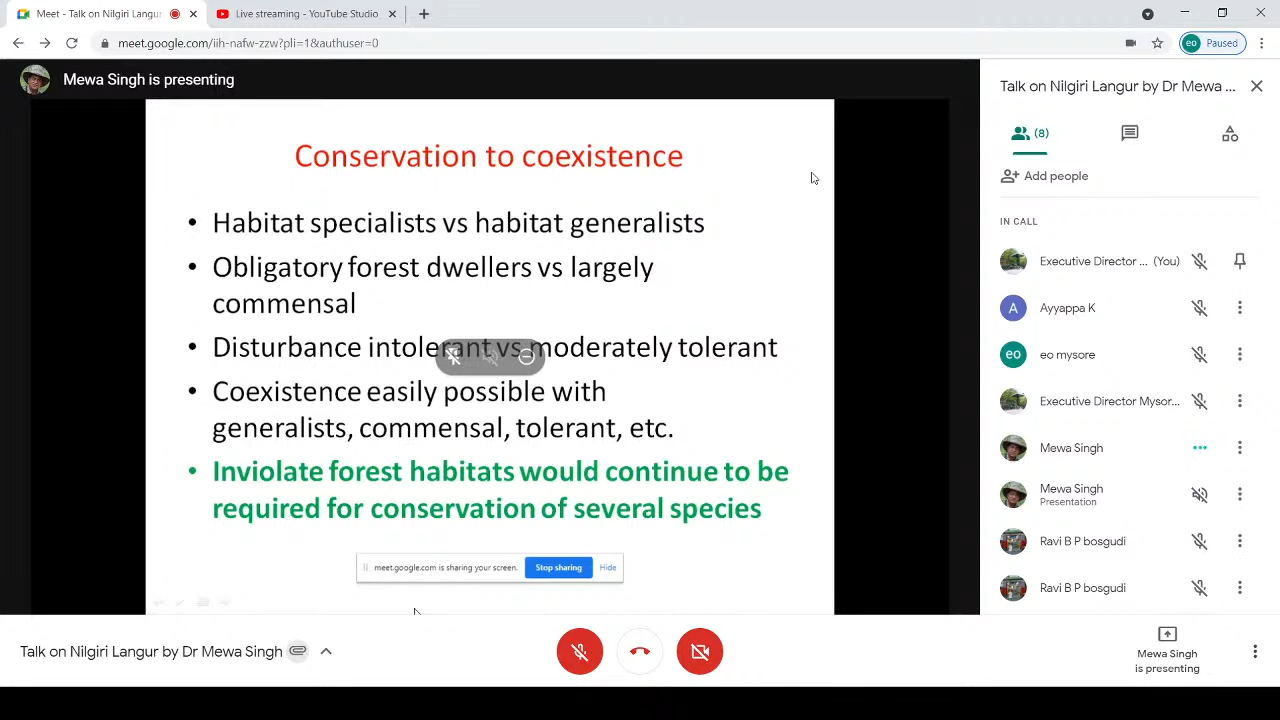 Meet - Talk on Nilgiri Langur
Live streaming - YouTube Studio
meet.google.com/iih-nafw-zzw?pli=1&authuser=0
eo Paused
Mewa Singh is presenting
Conservation to coexistence
• Habitat specialists vs habitat generalists
• Obligatory forest dwellers vs largely
commensal
• Disturbance intolerant vs moderately tolerant
• Coexistence easily possible with
generalists, commensal, tolerant, etc.
• Inviolate forest habitats would continue to be
required for conservation of several species
meet.google.com is sharing your screen. Stop sharing Hide
Talk on Nilgiri Langur by Dr Mewa ...
(8)
Add people
IN CALL
Executive Director ... (You)
A Ayyappa K
eo eo mysore
Executive Director Mysor...
Mewa Singh
Mewa Singh
Presentation
Ravi B P bosgudi
Ravi B P bosgudi
Talk on Nilgiri Langur by Dr Mewa Singh
Mewa Singh
is presenting